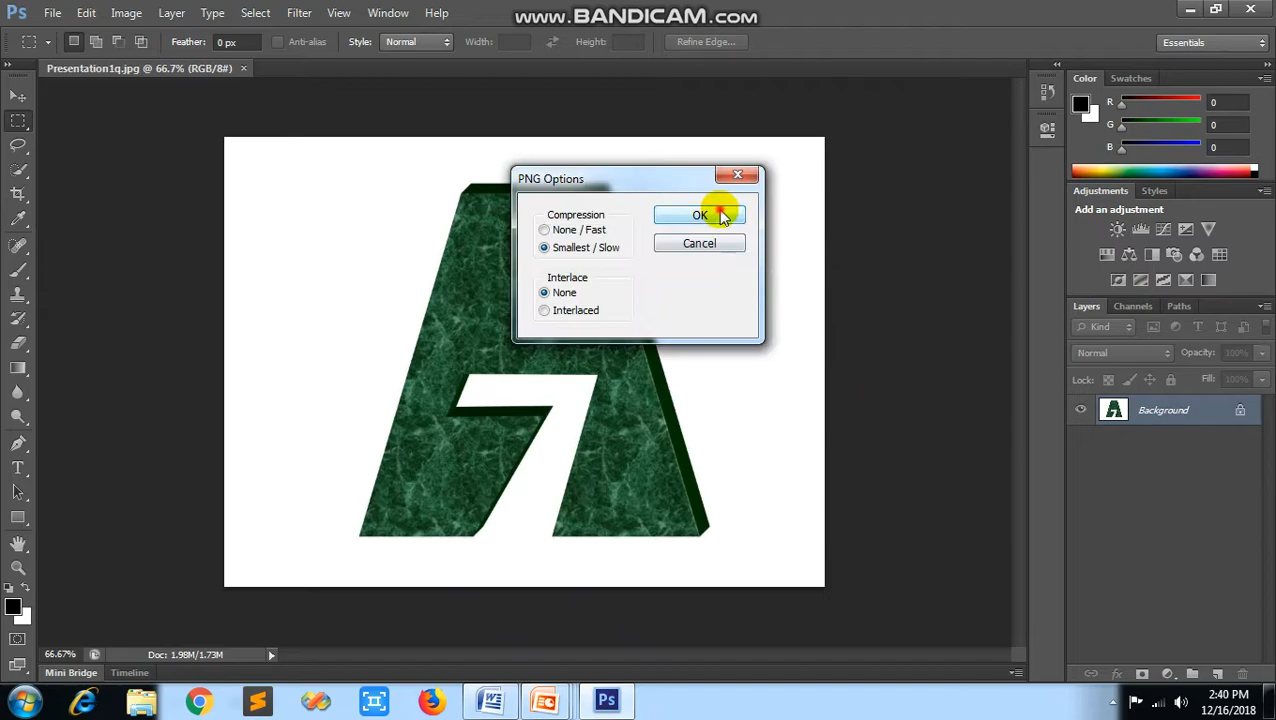 Ps File Edit Image Layer Type Select Filter View Window Help
WWW.BANDICAM.COM
Feather: 0 px Anti-alias Style: Normal Width: Height: Refine Edge... Essentials
Presentation1q.jpg @ 66.7% (RGB/8#) ×
Color Swatches
R 0
G 0
B 0
PNG Options
Compression
None / Fast
Smallest / Slow
OK
Cancel
Interlace
None
Interlaced
Adjustments Styles
Add an adjustment
Layers Channels Paths
Kind
Normal Opacity: 100%
Lock: Fill: 100%
Background
T
66.67% Doc: 1.98M/1.73M
Mini Bridge Timeline
Ps
2:40 PM
12/16/2018